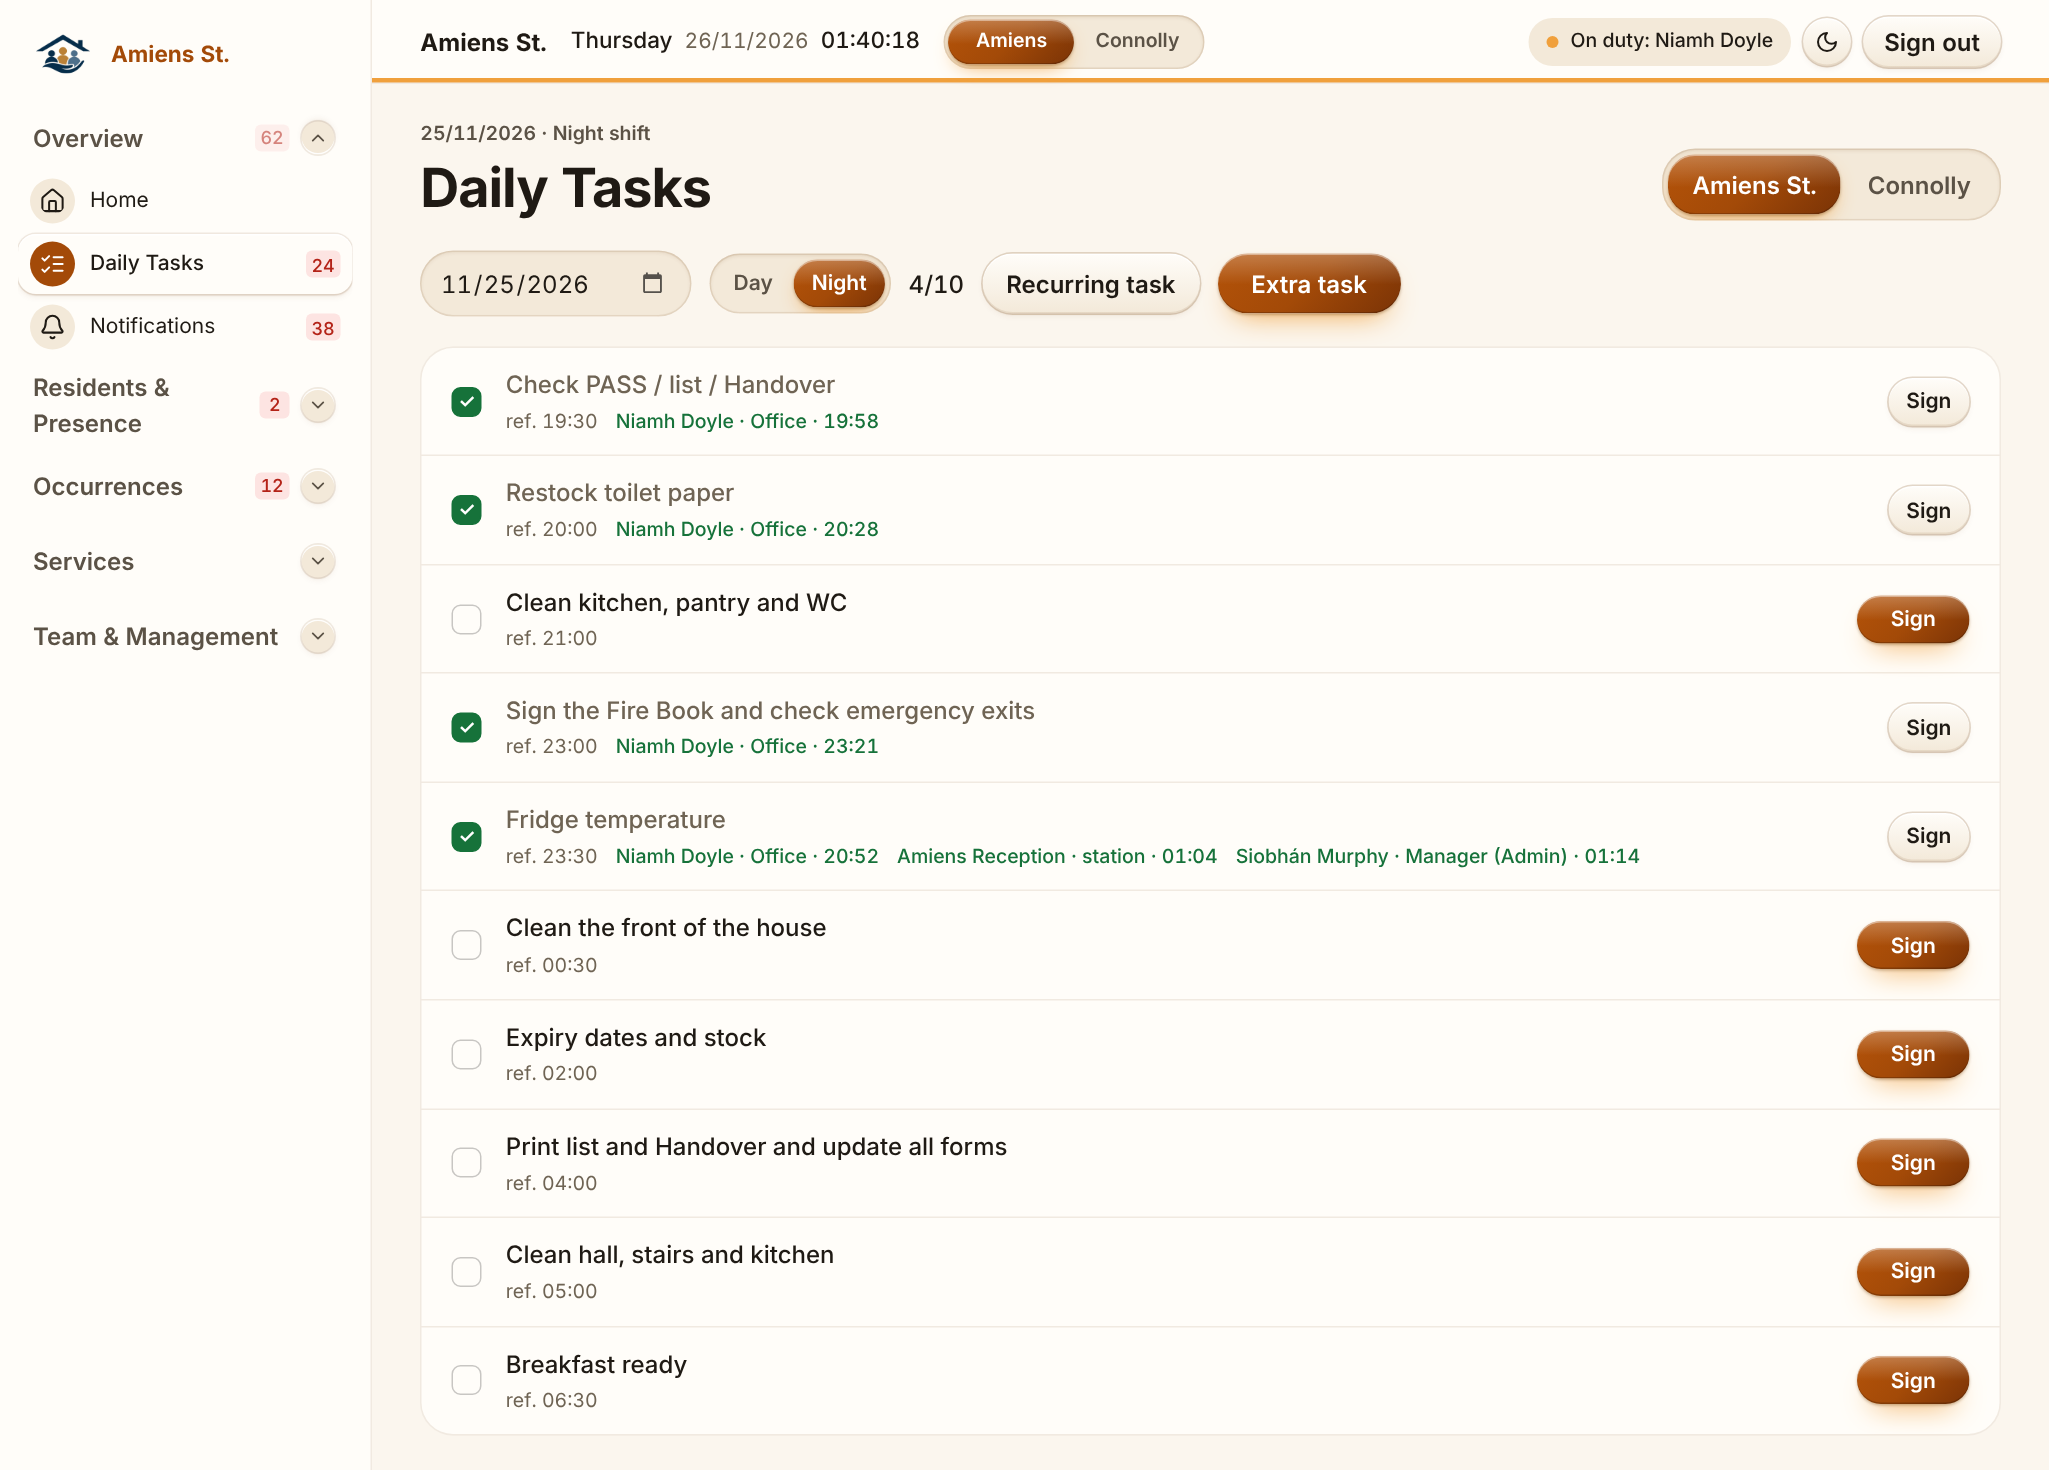 Amiens St.
Overview 62
Home
Daily Tasks 24
Notifications 38
Residents &
Presence 2
Occurrences 12
Services
Team & Management
Amiens St. Thursday 26/11/2026 01:40:18 Amiens Connolly On duty: Niamh Doyle Sign out
25/11/2026 · Night shift
Daily Tasks
Amiens St. Connolly
11/25/2026 Day Night 4/10 Recurring task Extra task
Check PASS / list / Handover
ref. 19:30 Niamh Doyle · Office · 19:58
Sign
Restock toilet paper
ref. 20:00 Niamh Doyle · Office · 20:28
Sign
Clean kitchen, pantry and WC
ref. 21:00
Sign
Sign the Fire Book and check emergency exits
ref. 23:00 Niamh Doyle · Office · 23:21
Sign
Fridge temperature
ref. 23:30 Niamh Doyle · Office · 20:52 Amiens Reception · station · 01:04 Siobhán Murphy · Manager (Admin) · 01:14
Sign
Clean the front of the house
ref. 00:30
Sign
Expiry dates and stock
ref. 02:00
Sign
Print list and Handover and update all forms
ref. 04:00
Sign
Clean hall, stairs and kitchen
ref. 05:00
Sign
Breakfast ready
ref. 06:30
Sign